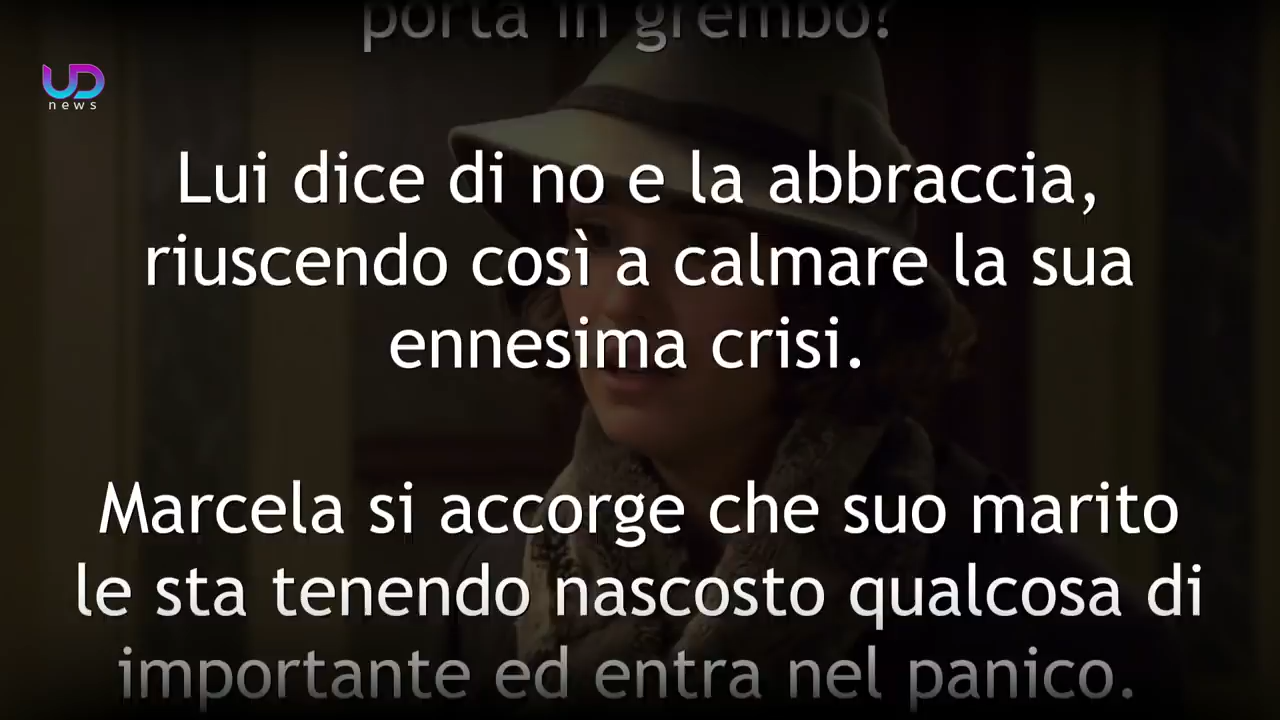 porta in grembo?
UD
news
Lui dice di no e la abbraccia,
riuscendo così a calmare la sua
ennesima crisi.
Marcela si accorge che suo marito
le sta tenendo nascosto qualcosa di
importante ed entra nel panico.